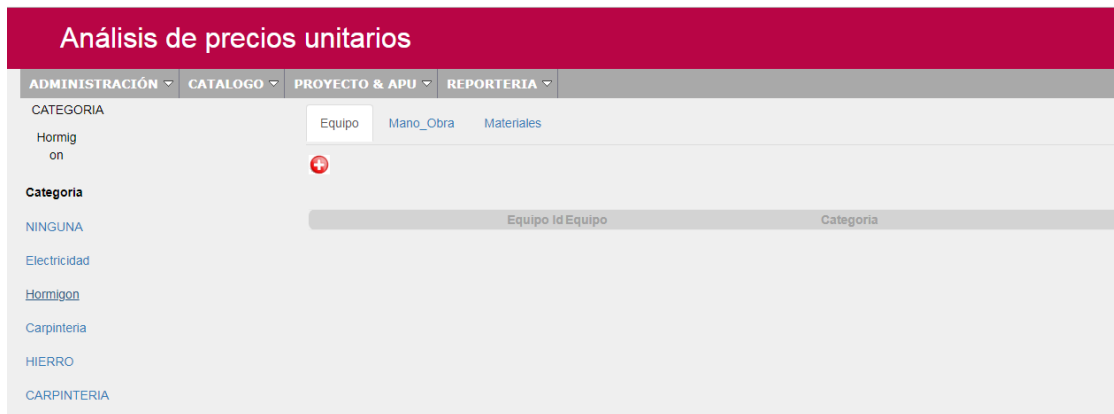 Análisis de precios unitarios
ADMINISTRACIÓN CATALOGO PROYECTO & APU REPORTERIA
CATEGORIA
Hormig
on
Categoria
NINGUNA
Electricidad
Hormigon
Carpinteria
HIERRO
CARPINTERIA
Equipo Mano_Obra Materiales
Equipo Id Equipo Categoria